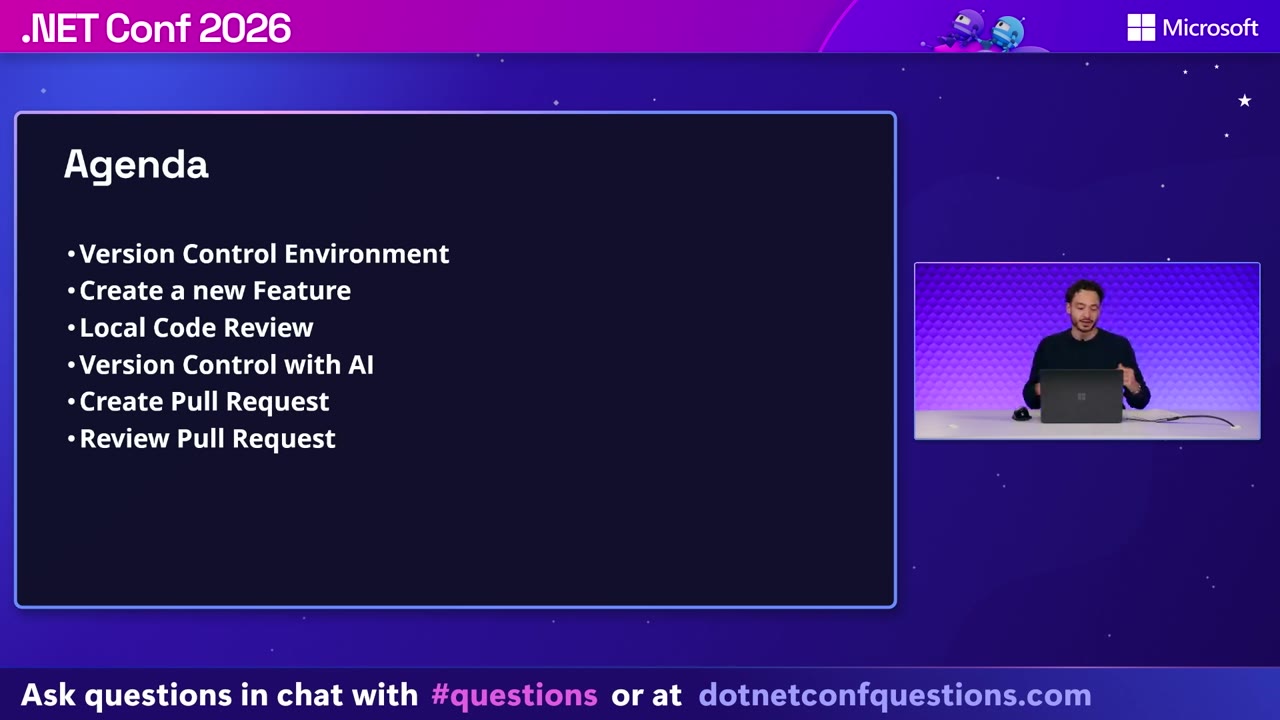 .NET Conf 2026
Microsoft
Agenda
•Version Control Environment
•Create a new Feature
•Local Code Review
•Version Control with AI
•Create Pull Request
•Review Pull Request
Ask questions in chat with #questions or at dotnetconfquestions.com